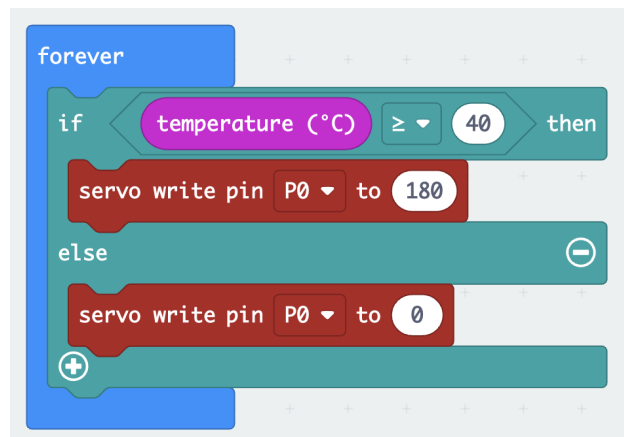 forever
if temperature (°C) ≥ 40 then
servo write pin P0 to 180
else
servo write pin P0 to 0